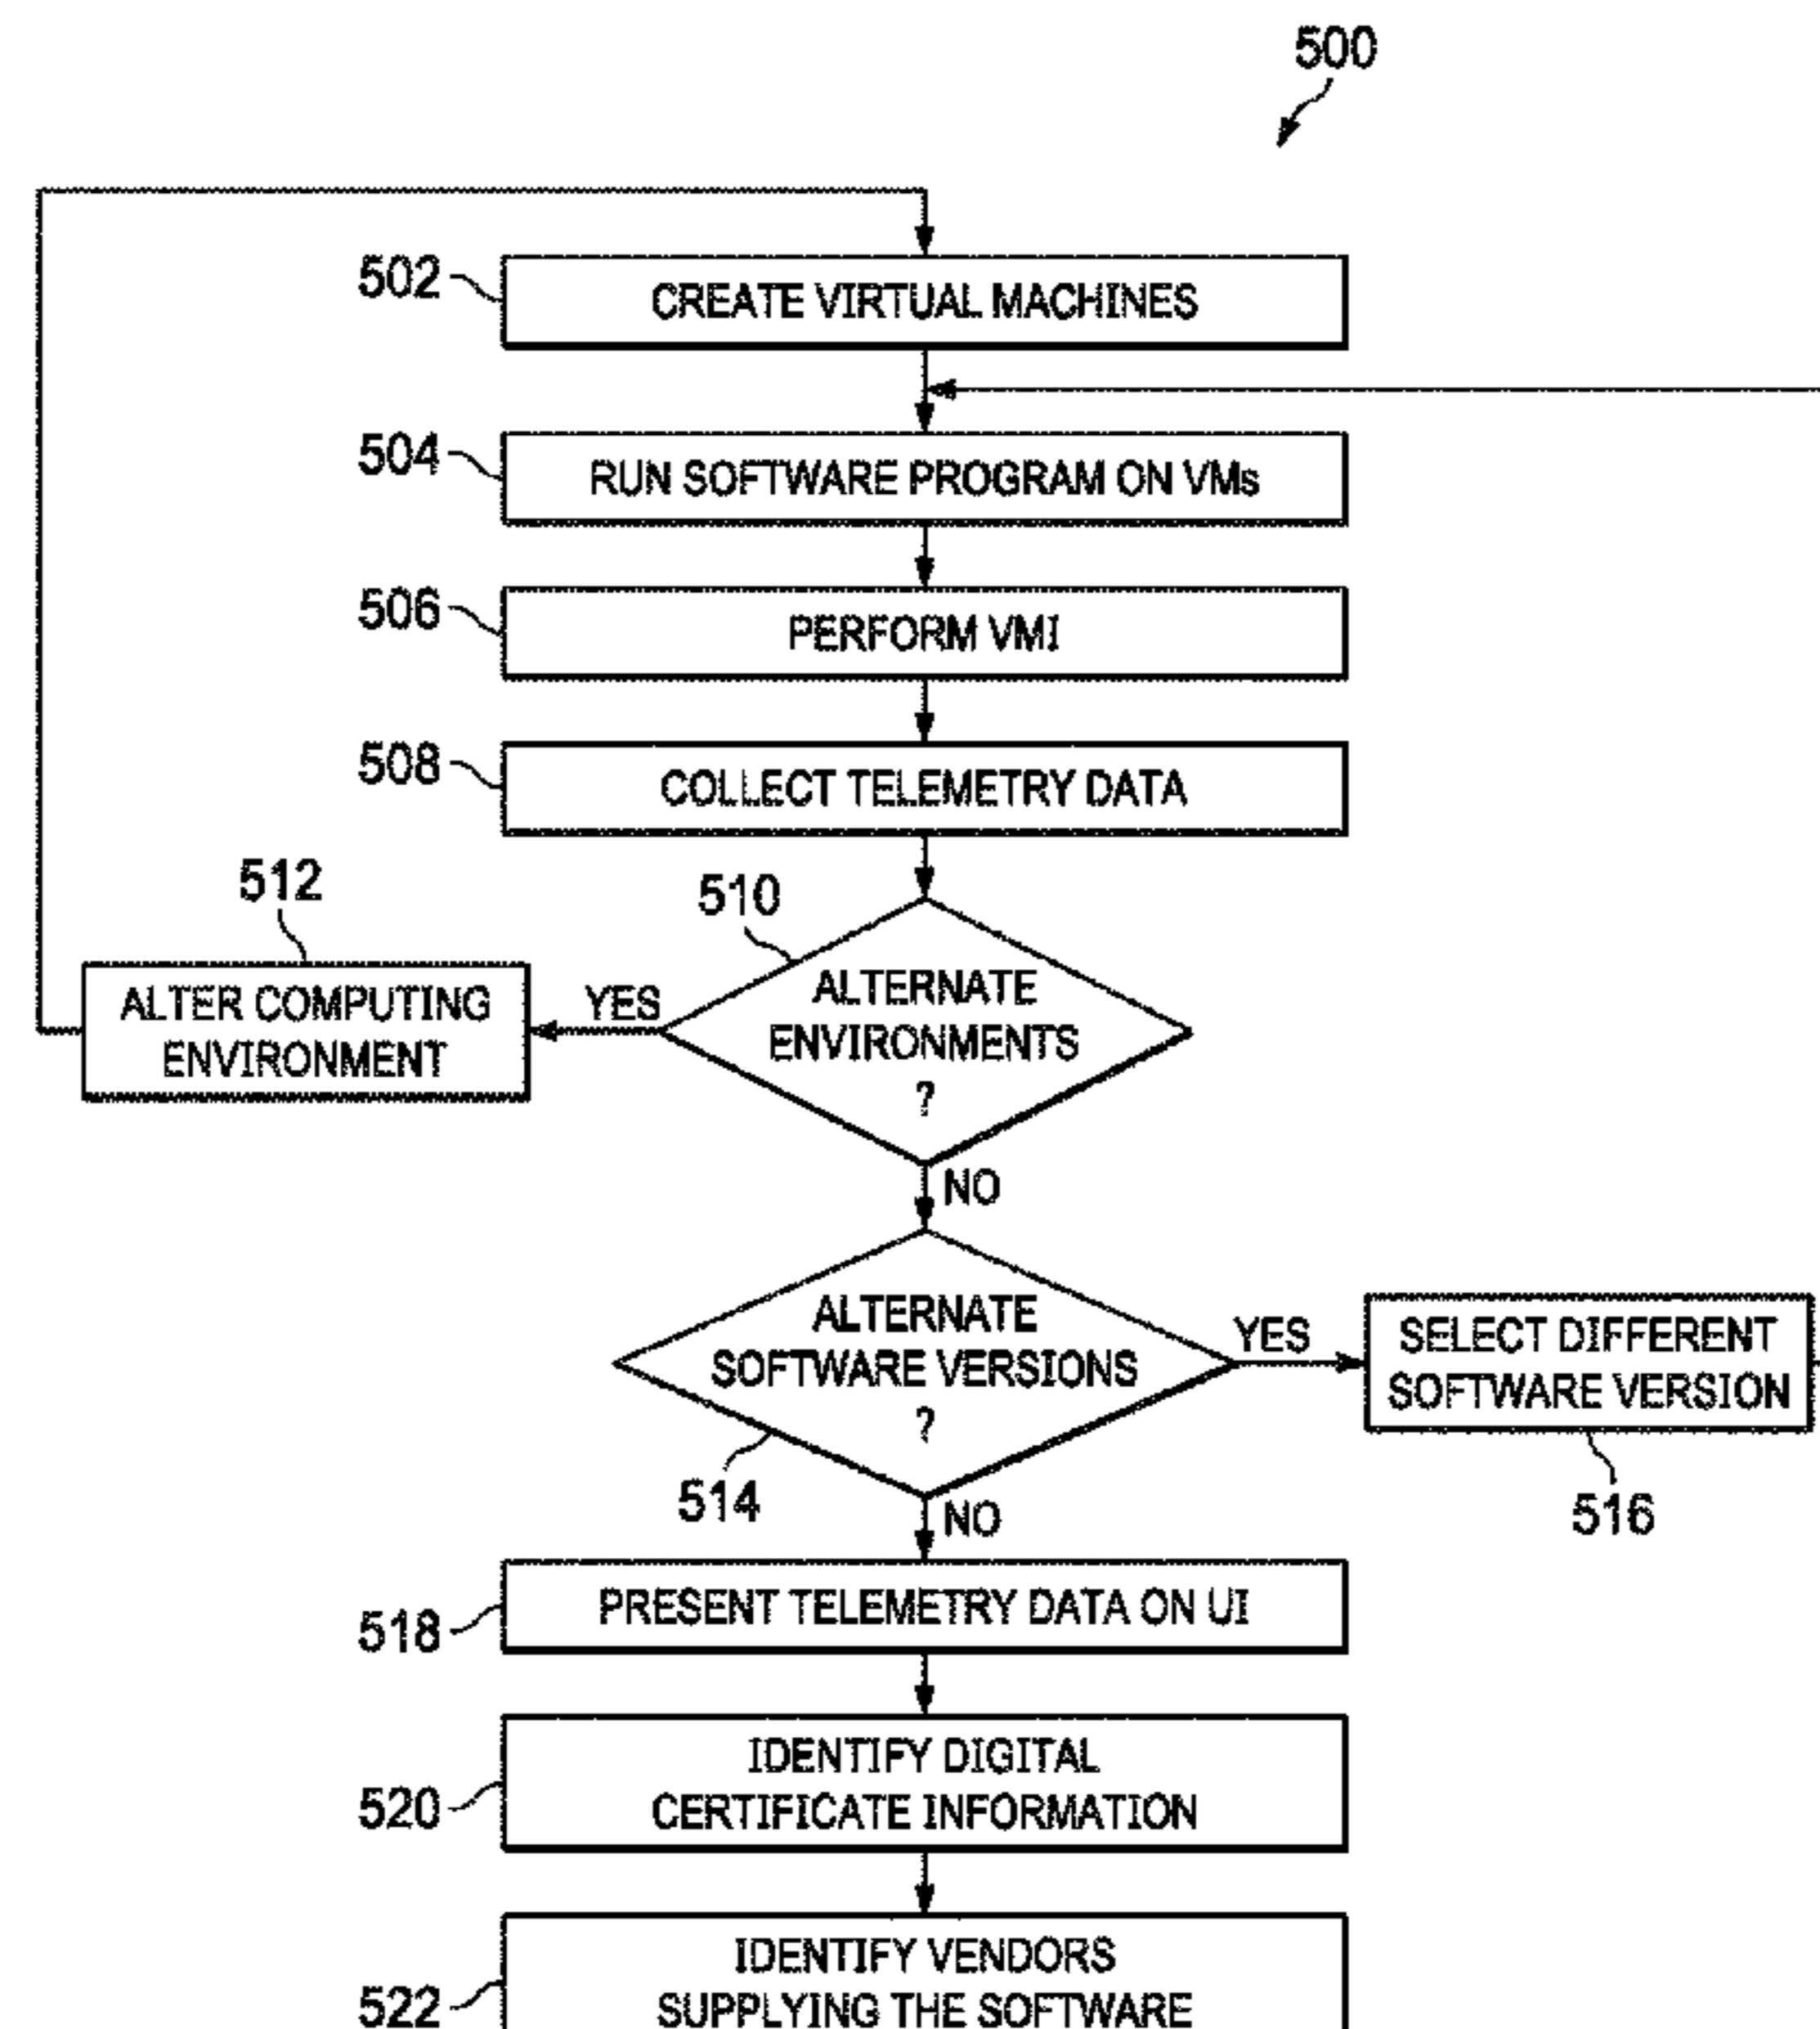 500
502
CREATE VIRTUAL MACHINES
504
RUN SOFTWARE PROGRAM ON VMs
506
PERFORM VMI
508
COLLECT TELEMETRY DATA
512
510
ALTER COMPUTING
ENVIRONMENT
YES
ALTERNATE
ENVIRONMENTS
?
NO
ALTERNATE
SOFTWARE VERSIONS
?
YES
SELECT DIFFERENT
SOFTWARE VERSION
514
516
NO
518
PRESENT TELEMETRY DATA ON UI
520
IDENTIFY DIGITAL
CERTIFICATE INFORMATION
522
IDENTIFY VENDORS
SUPPLYING THE SOFTWARE